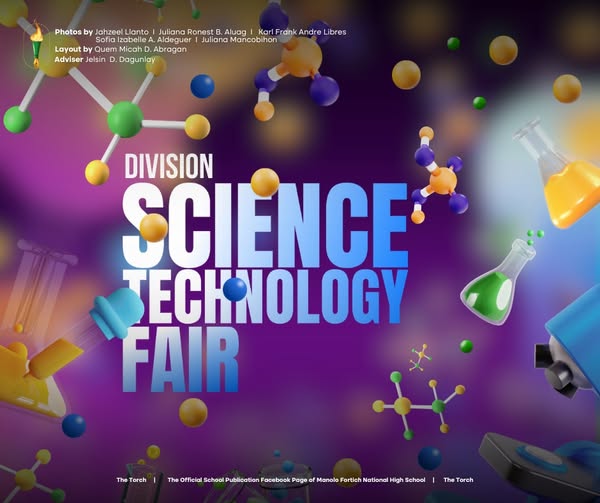 Photos by Jahzeel Llanto I Juliana Ronest B. Aluag I Karl Frank Andre Libres
Sofia Izabelle A. Aldeguer I Juliana Mancobihon
Layout by Quem Micah D. Abragan
Adviser Jelsin D. Dagunlay
DIVISION
SCIENCE
TECHNOLOGY
FAIR
The Torch | The Official School Publication Facebook Page of Manolo Fortich National High School | The Torch